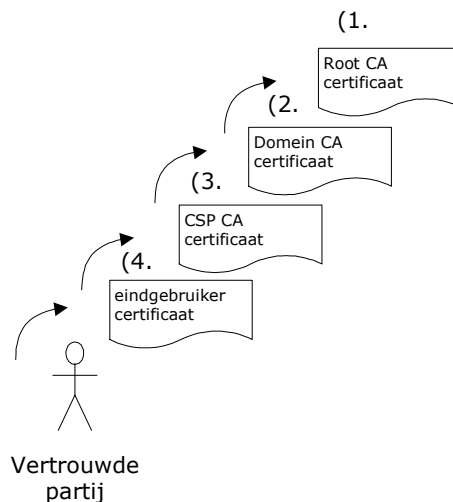 (1.
Root CA
certificaat
(2.
Domein CA
certificaat
(3.
CSP CA
certificaat
(4.
eindgebruiker
certificaat
Vertrouwde
partij